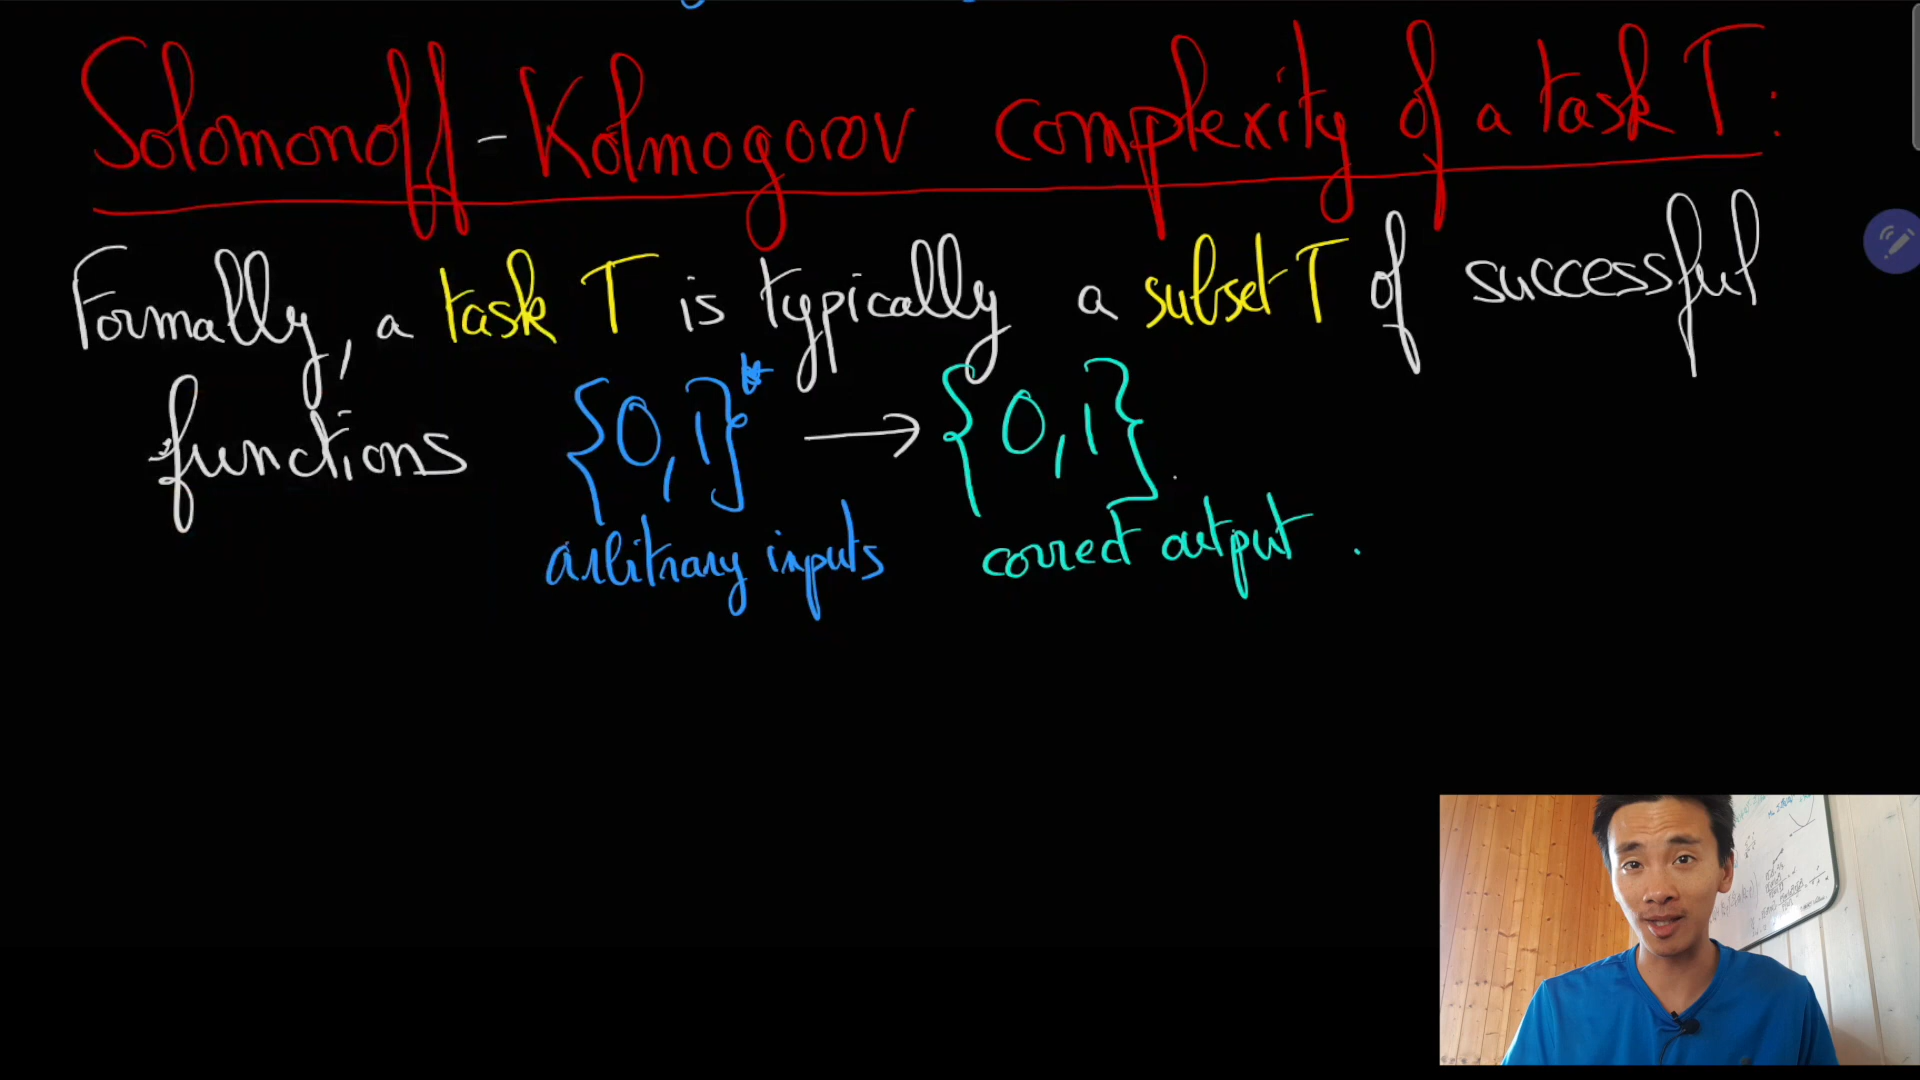 Solomonoff-Kolmogorov complexity of a task T:
Formally, a task T is typically a subset T of successful
functions {0,1}* → {0,1}.
arbitrary inputs correct output .